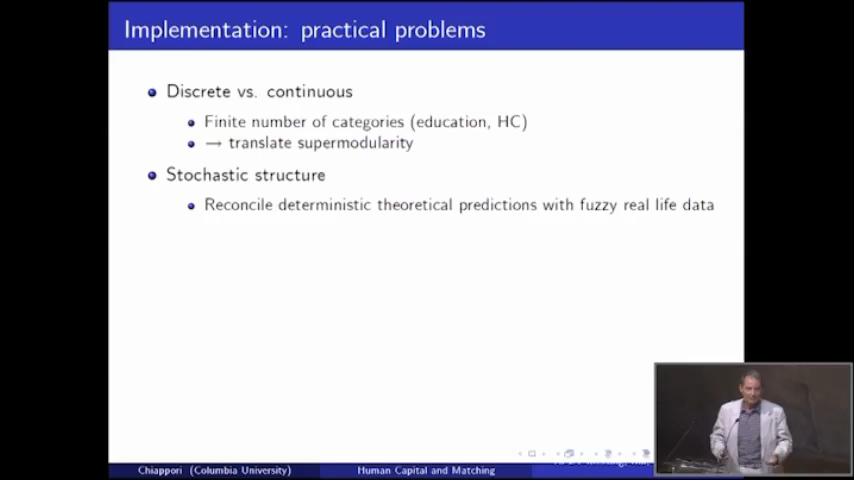 Implementation: practical problems
Discrete vs. continuous
Finite number of categories (education, HC)
→ translate supermodularity
Stochastic structure
Reconcile deterministic theoretical predictions with fuzzy real life data
Chiappori (Columbia University)
Human Capital and Matching